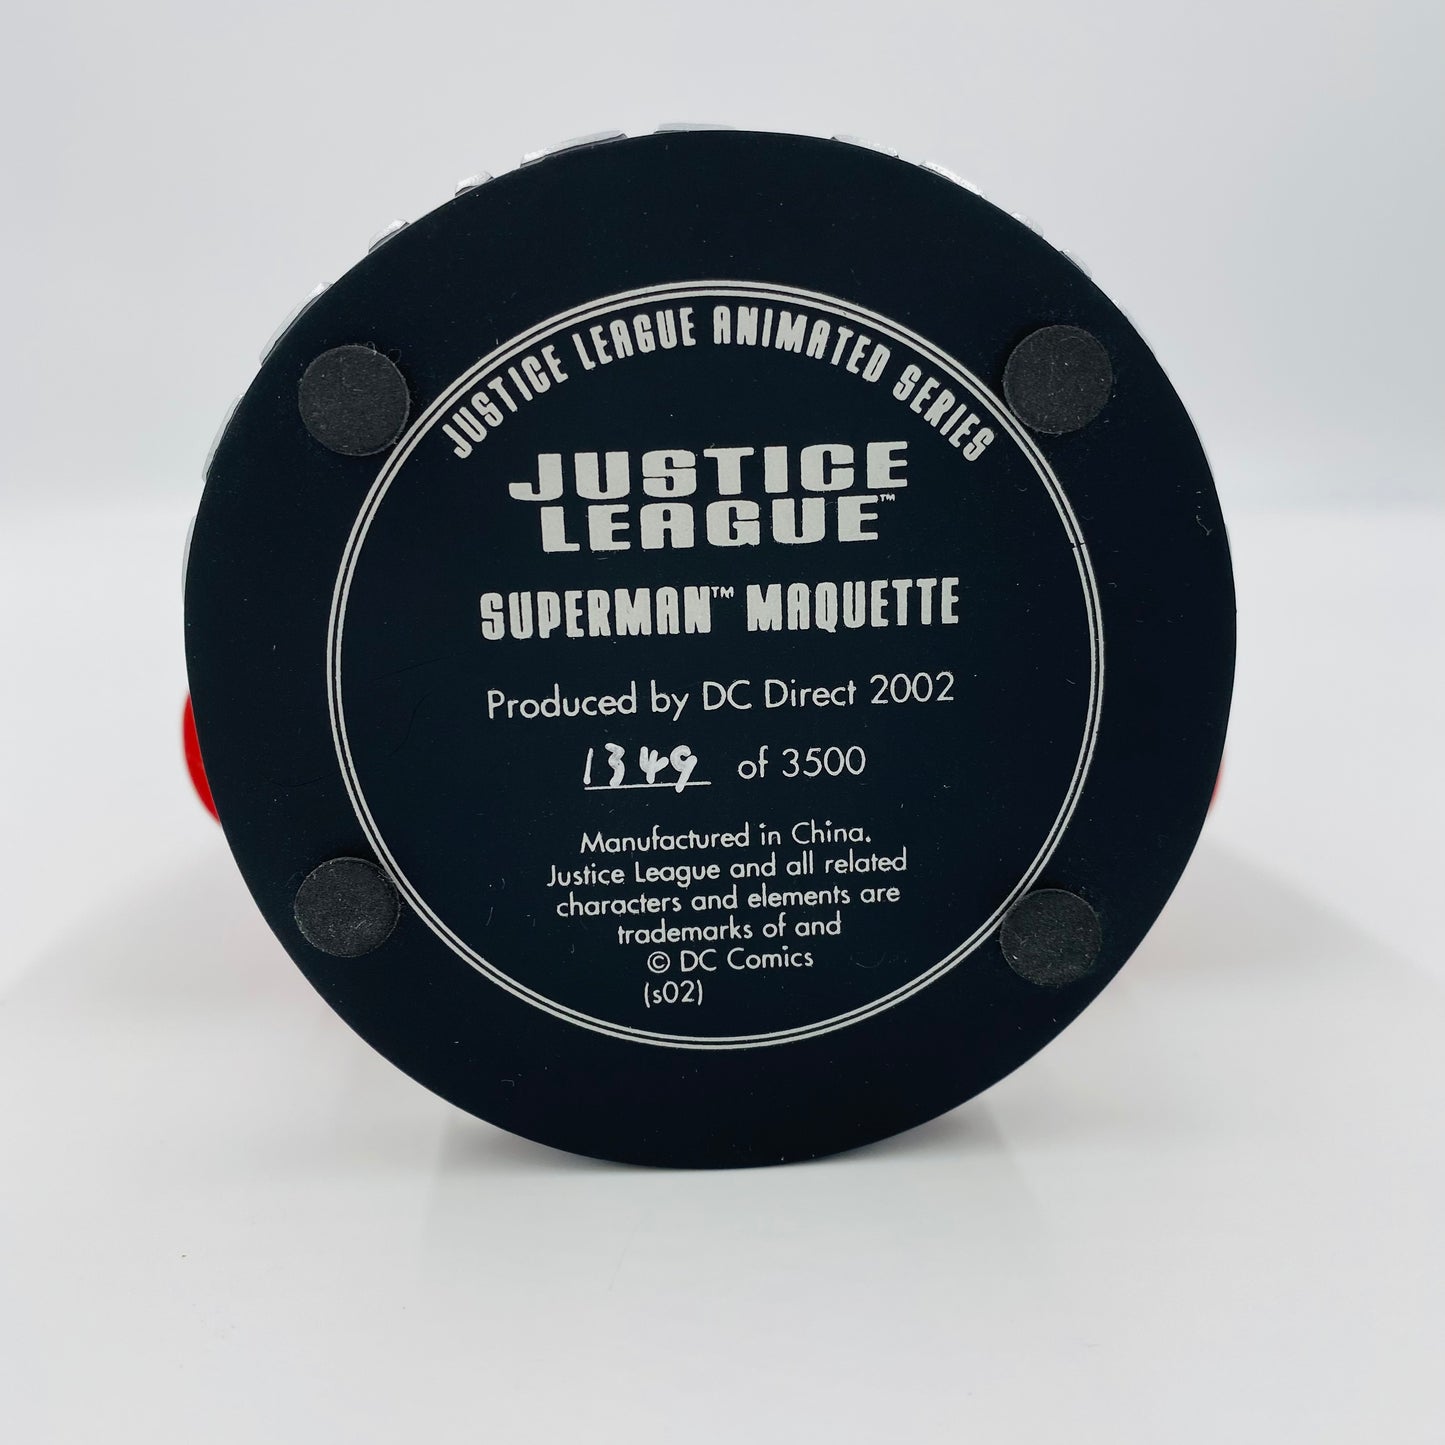 JUSTICE LEAGUE ANIMATED SERIES
JUSTICE
LEAGUE™
SUPERMAN™ MAQUETTE
Produced by DC Direct 2002
1349 of 3500
Manufactured in China.
Justice League and all related
characters and elements are
trademarks of and
© DC Comics
(s02)